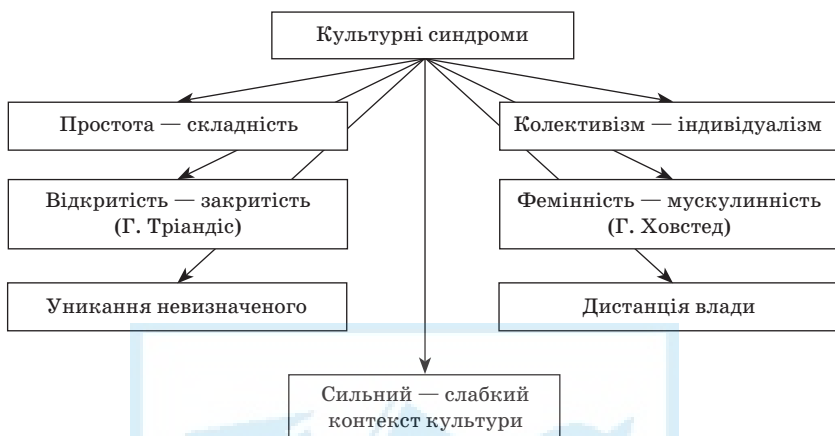 Культурні синдроми
Простота — складність
Колективізм — індивідуалізм
Відкритість — закритість
(Г. Тріандіс)
Фемінність — мускулинність
(Г. Ховстед)
Уникання невизначеного
Дистанція влади
Сильний — слабкий
контекст культури